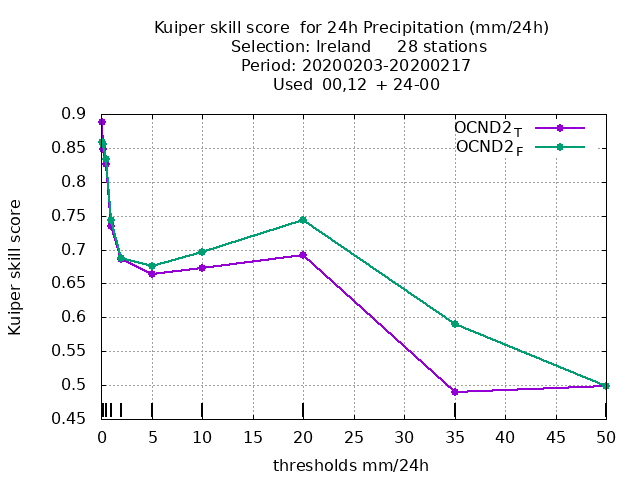 Kuiper skill score  for 24h Precipitation (mm/24h)
Selection: Ireland     28 stations
Period: 20200203-20200217
Used  00,12  + 24-00
OCND2T
OCND2F
Kuiper skill score
0.9
0.85
0.8
0.75
0.7
0.65
0.6
0.55
0.5
0.45
0 5 10 15 20 25 30 35 40 45 50
thresholds mm/24h